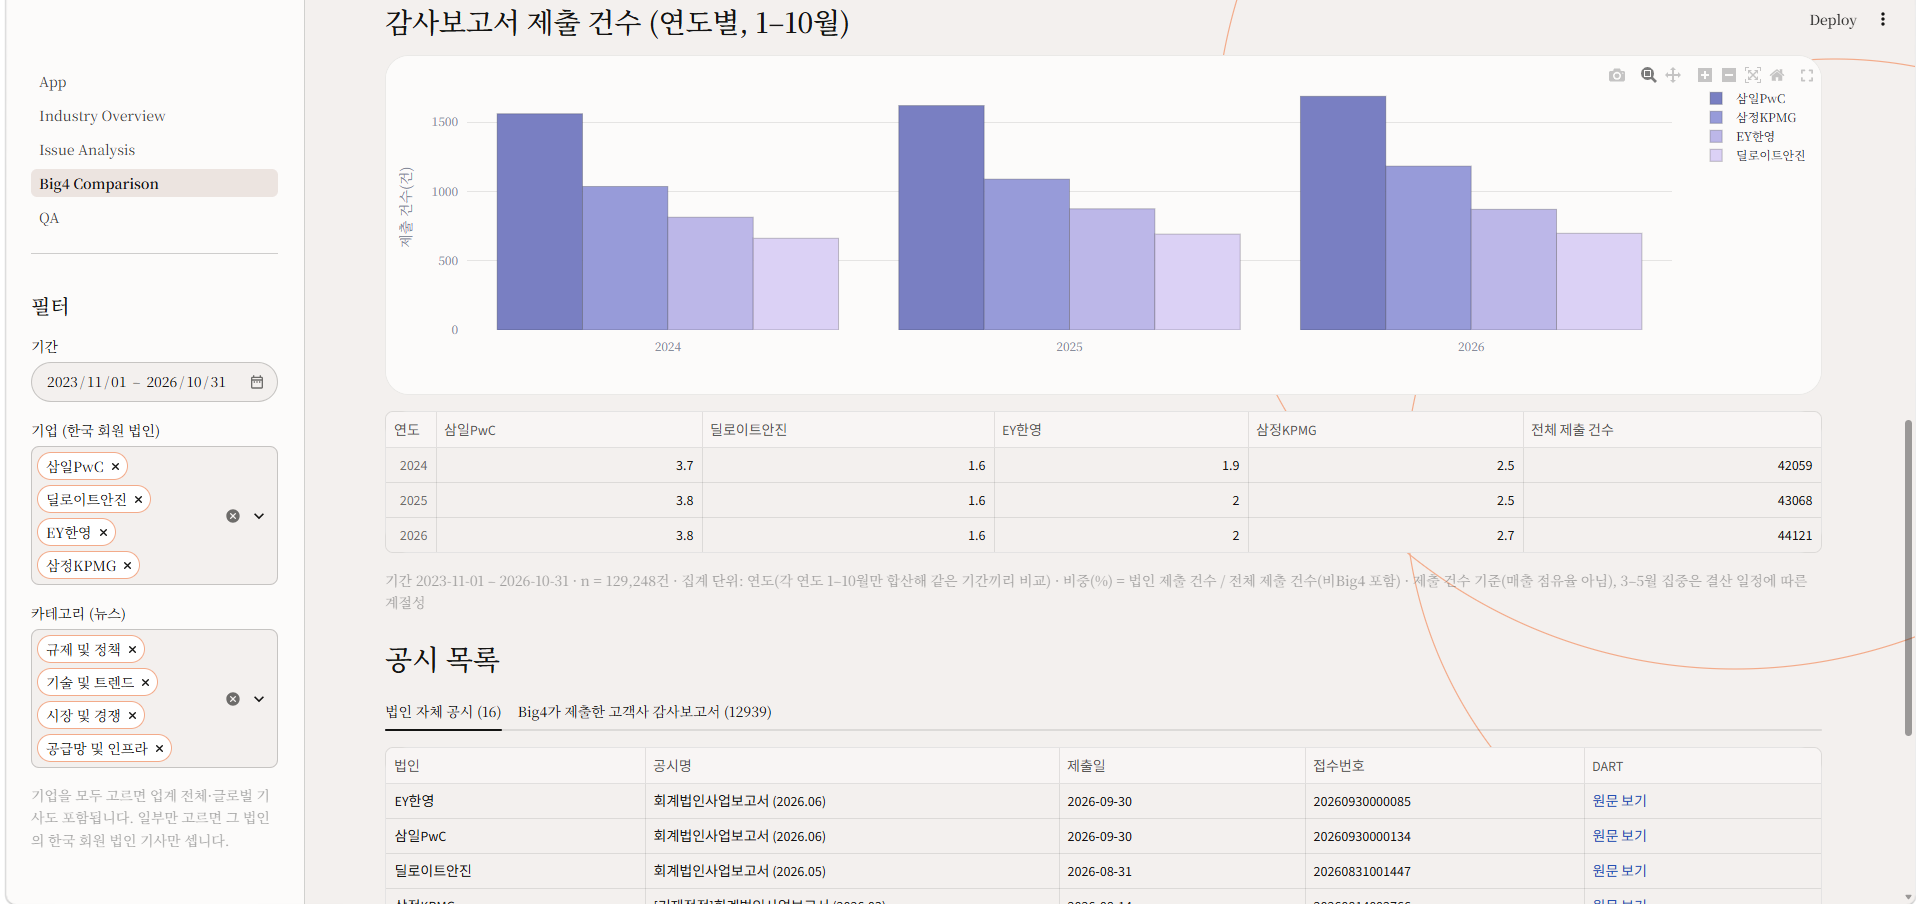 감사보고서 제출 건수 (연도별, 1–10월)
Deploy
App
Industry Overview
Issue Analysis
Big4 Comparison
QA
필터
기간
2023/11/01 – 2026/10/31
기업 (한국 회원 법인)
삼일PwC
딜로이트안진
EY한영
삼정KPMG
카테고리 (뉴스)
규제 및 정책
기술 및 트렌드
시장 및 경쟁
공급망 및 인프라
기업을 모두 고르면 업계 전체·글로벌 기
사도 포함됩니다. 일부만 고르면 그 법인
의 한국 회원 법인 기사만 셉니다.
제출 건수(건)
1500
1000
500
0
2024
2025
2026
삼일PwC
삼정KPMG
EY한영
딜로이트안진
연도 삼일PwC 딜로이트안진 EY한영 삼정KPMG 전체 제출 건수
2024 3.7 1.6 1.9 2.5 42059
2025 3.8 1.6 2 2.5 43068
2026 3.8 1.6 2 2.7 44121
기간 2023-11-01 – 2026-10-31 · n = 129,248건 · 집계 단위: 연도(각 연도 1–10월만 합산해 같은 기간끼리 비교) · 비중(%) = 법인 제출 건수 / 전체 제출 건수(비Big4 포함) · 제출 건수 기준(매출 점유율 아님), 3–5월 집중은 결산 일정에 따른
계절성
공시 목록
법인 자체 공시 (16) Big4가 제출한 고객사 감사보고서 (12939)
법인 공시명 제출일 접수번호 DART
EY한영 회계법인사업보고서 (2026.06) 2026-09-30 20260930000085 원문 보기
삼일PwC 회계법인사업보고서 (2026.06) 2026-09-30 20260930000134 원문 보기
딜로이트안진 회계법인사업보고서 (2026.05) 2026-08-31 20260831001447 원문 보기